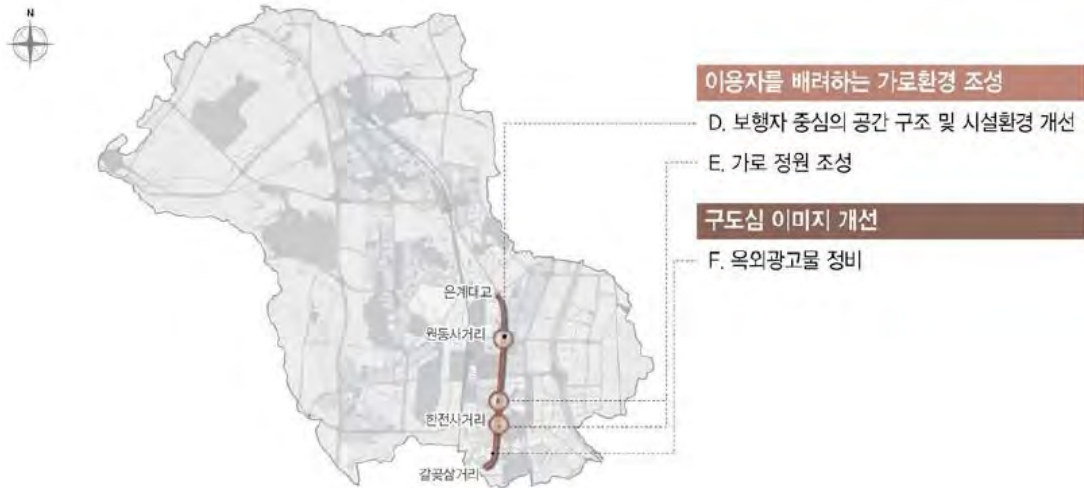 N
이용자를 배려하는 가로환경 조성
D. 보행자 중심의 공간 구조 및 시설환경 개선
E. 가로 정원 조성
구도심 이미지 개선
F. 옥외광고물 정비
은계대교
원동사거리
한전사거리
갈곶삼거리